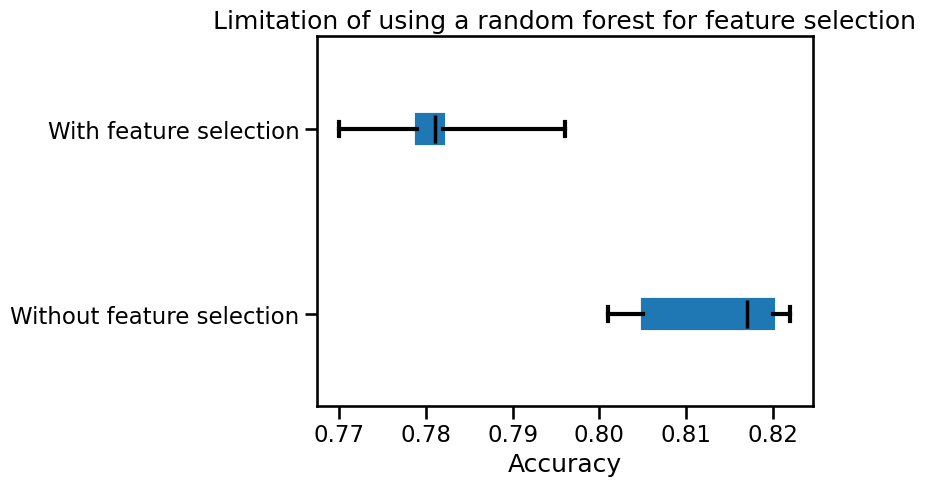 Limitation of using a random forest for feature selection
With feature selection
Without feature selection
0.77 0.78 0.79 0.80 0.81 0.82
Accuracy